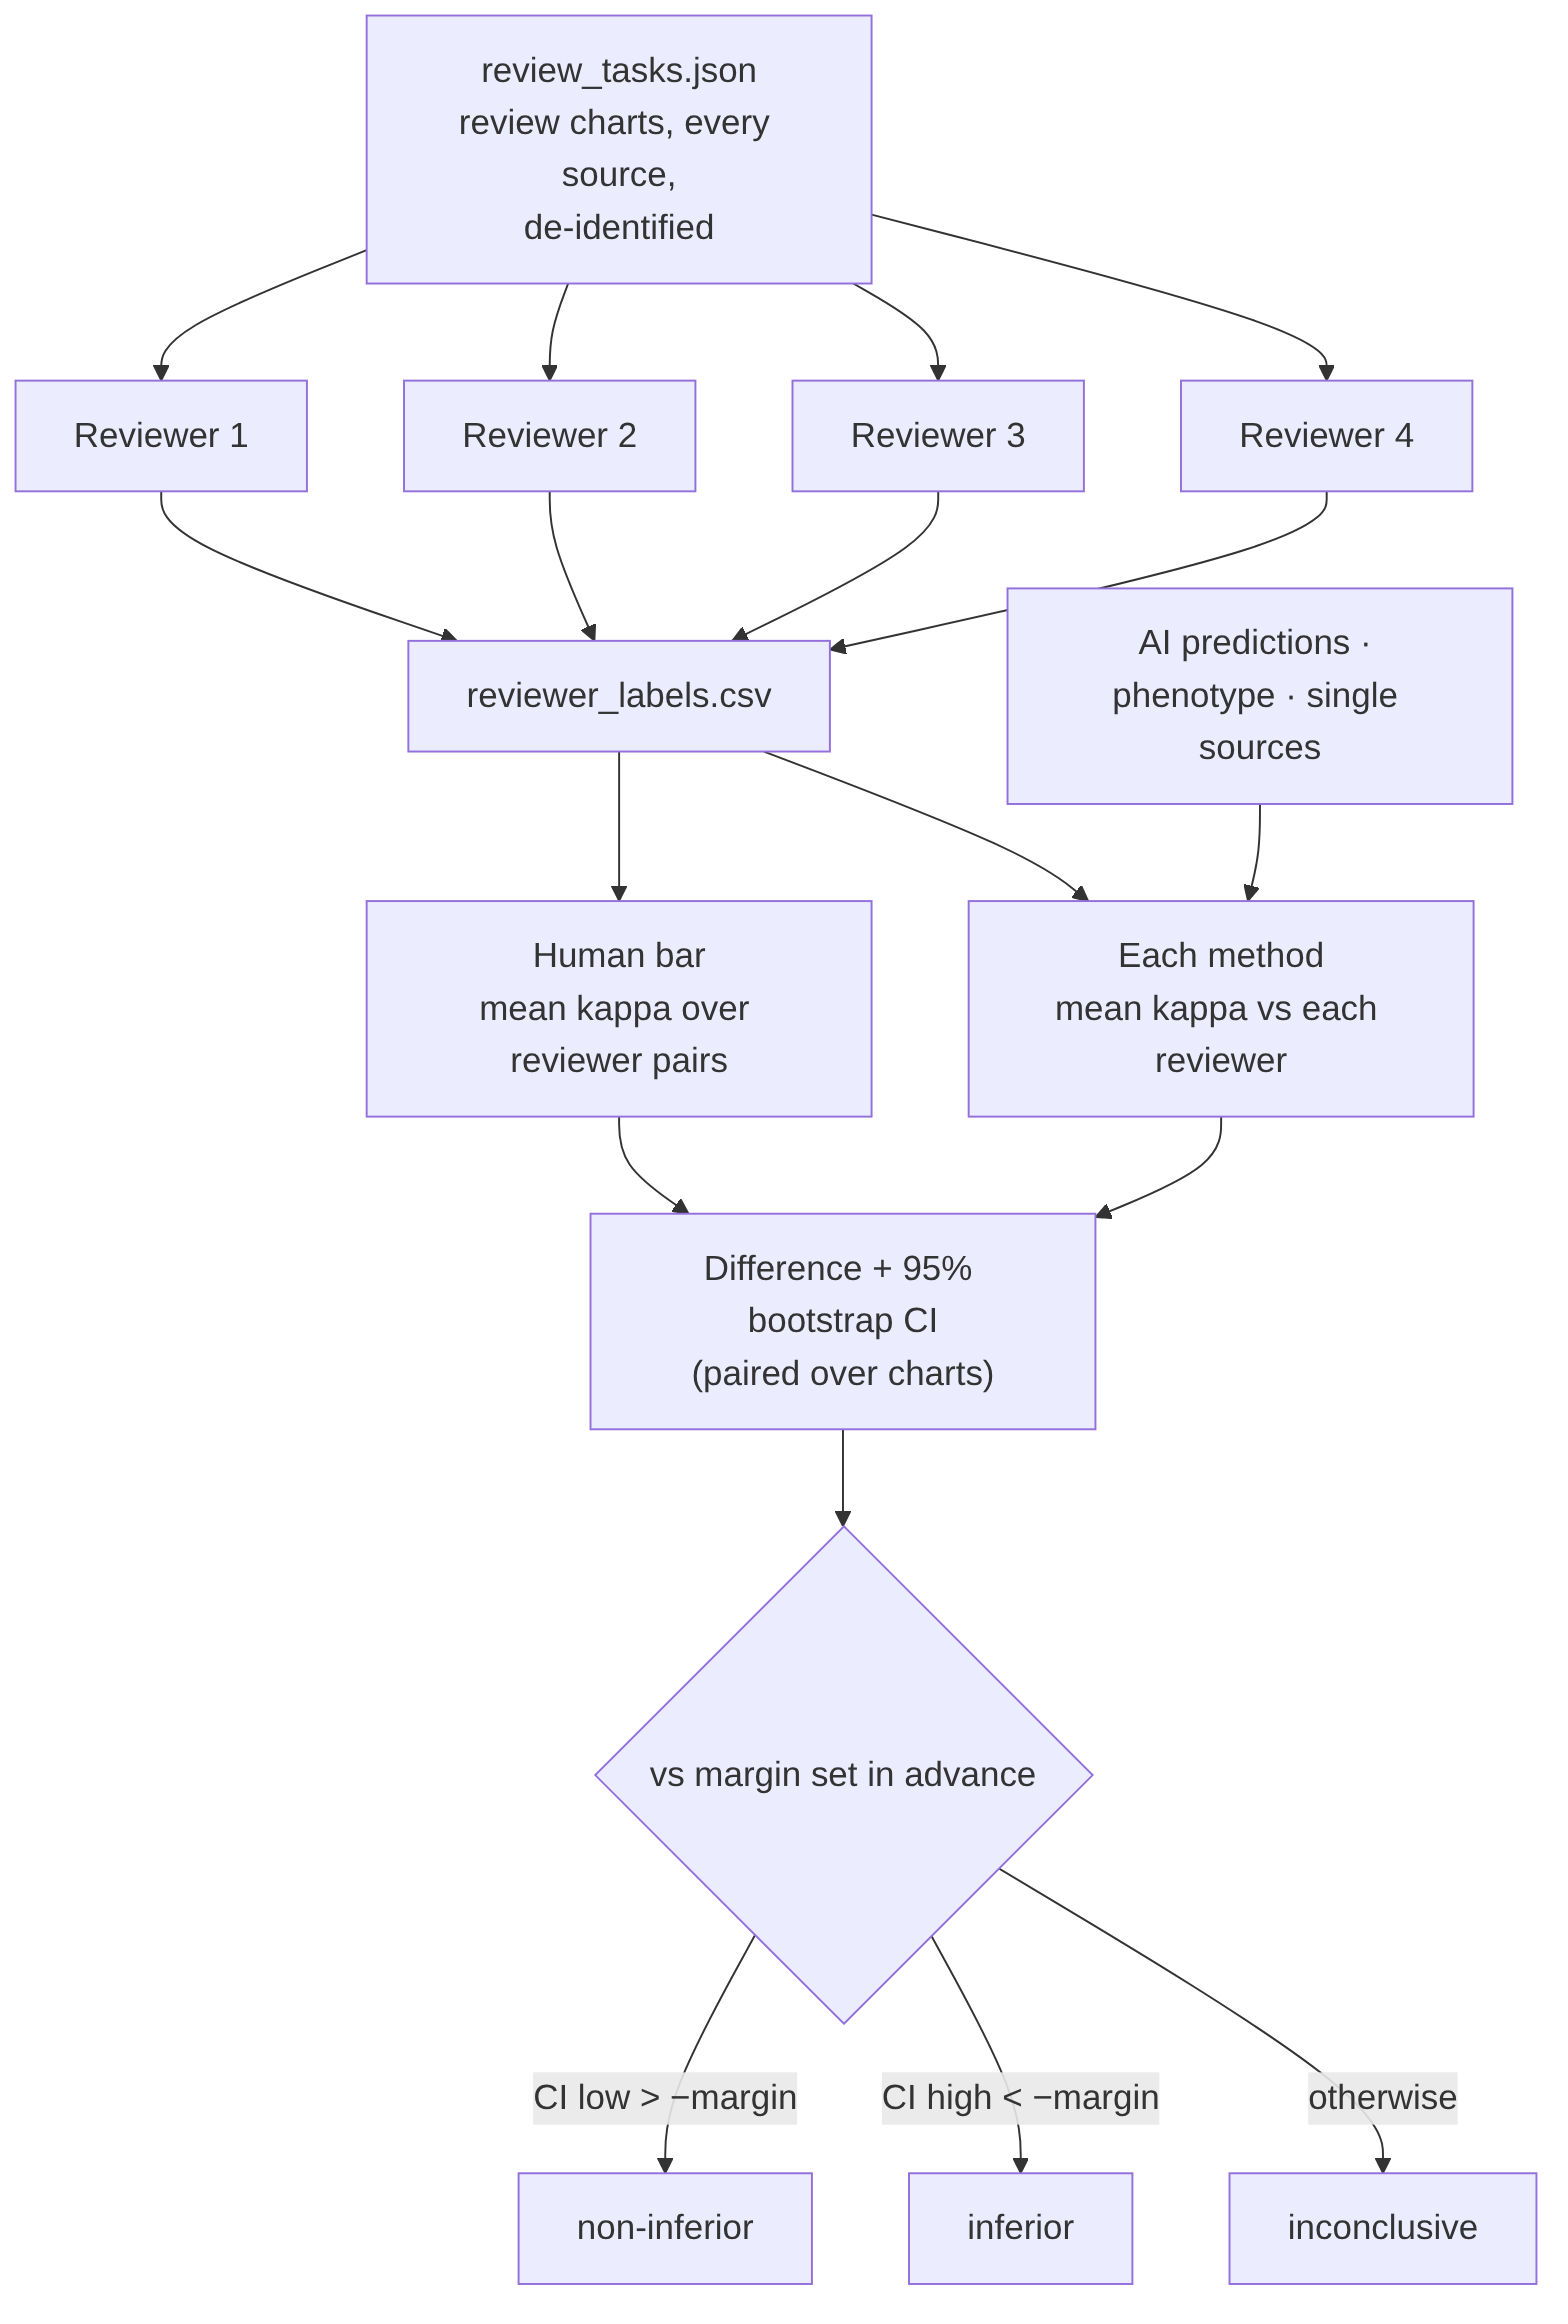 review_tasks.json
review charts, every
source,
de-identified
Reviewer 1
Reviewer 2
Reviewer 3
Reviewer 4
reviewer_labels.csv
AI predictions ·
phenotype · single
sources
Human bar
mean kappa over
reviewer pairs
Each method
mean kappa vs each
reviewer
Difference + 95%
bootstrap CI
(paired over charts)
vs margin set in advance
CI low > −margin
CI high < −margin
otherwise
non-inferior
inferior
inconclusive